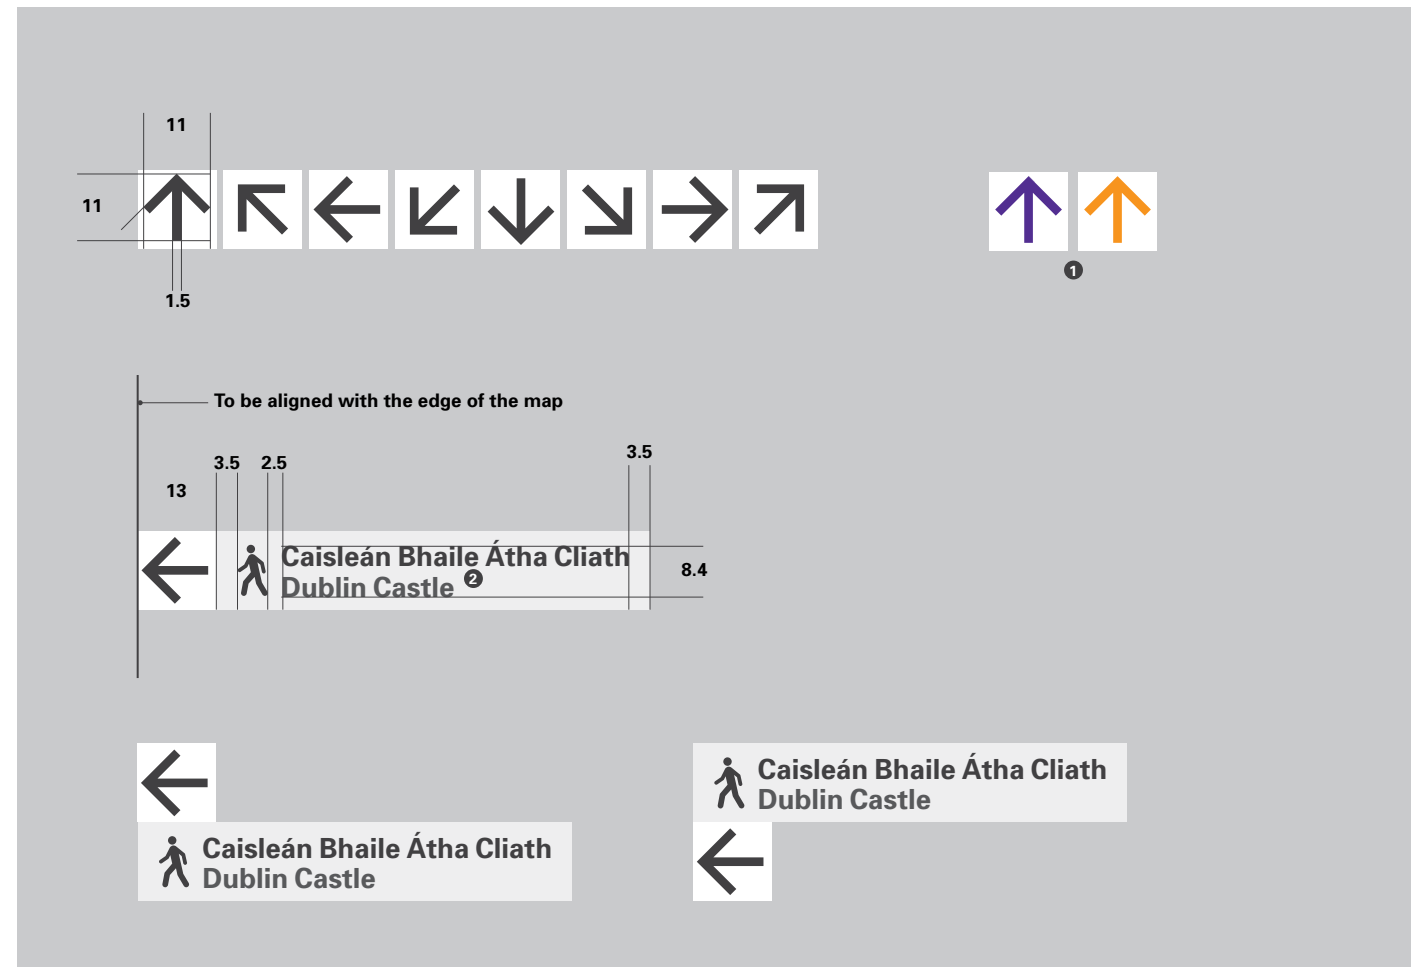 11
11
1.5
1
To be aligned with the edge of the map
3.5
2.5
3.5
13
Caisleán Bhaile Átha Cliath
Dublin Castle 2
8.4
Caisleán Bhaile Átha Cliath
Dublin Castle
Caisleán Bhaile Átha Cliath
Dublin Castle